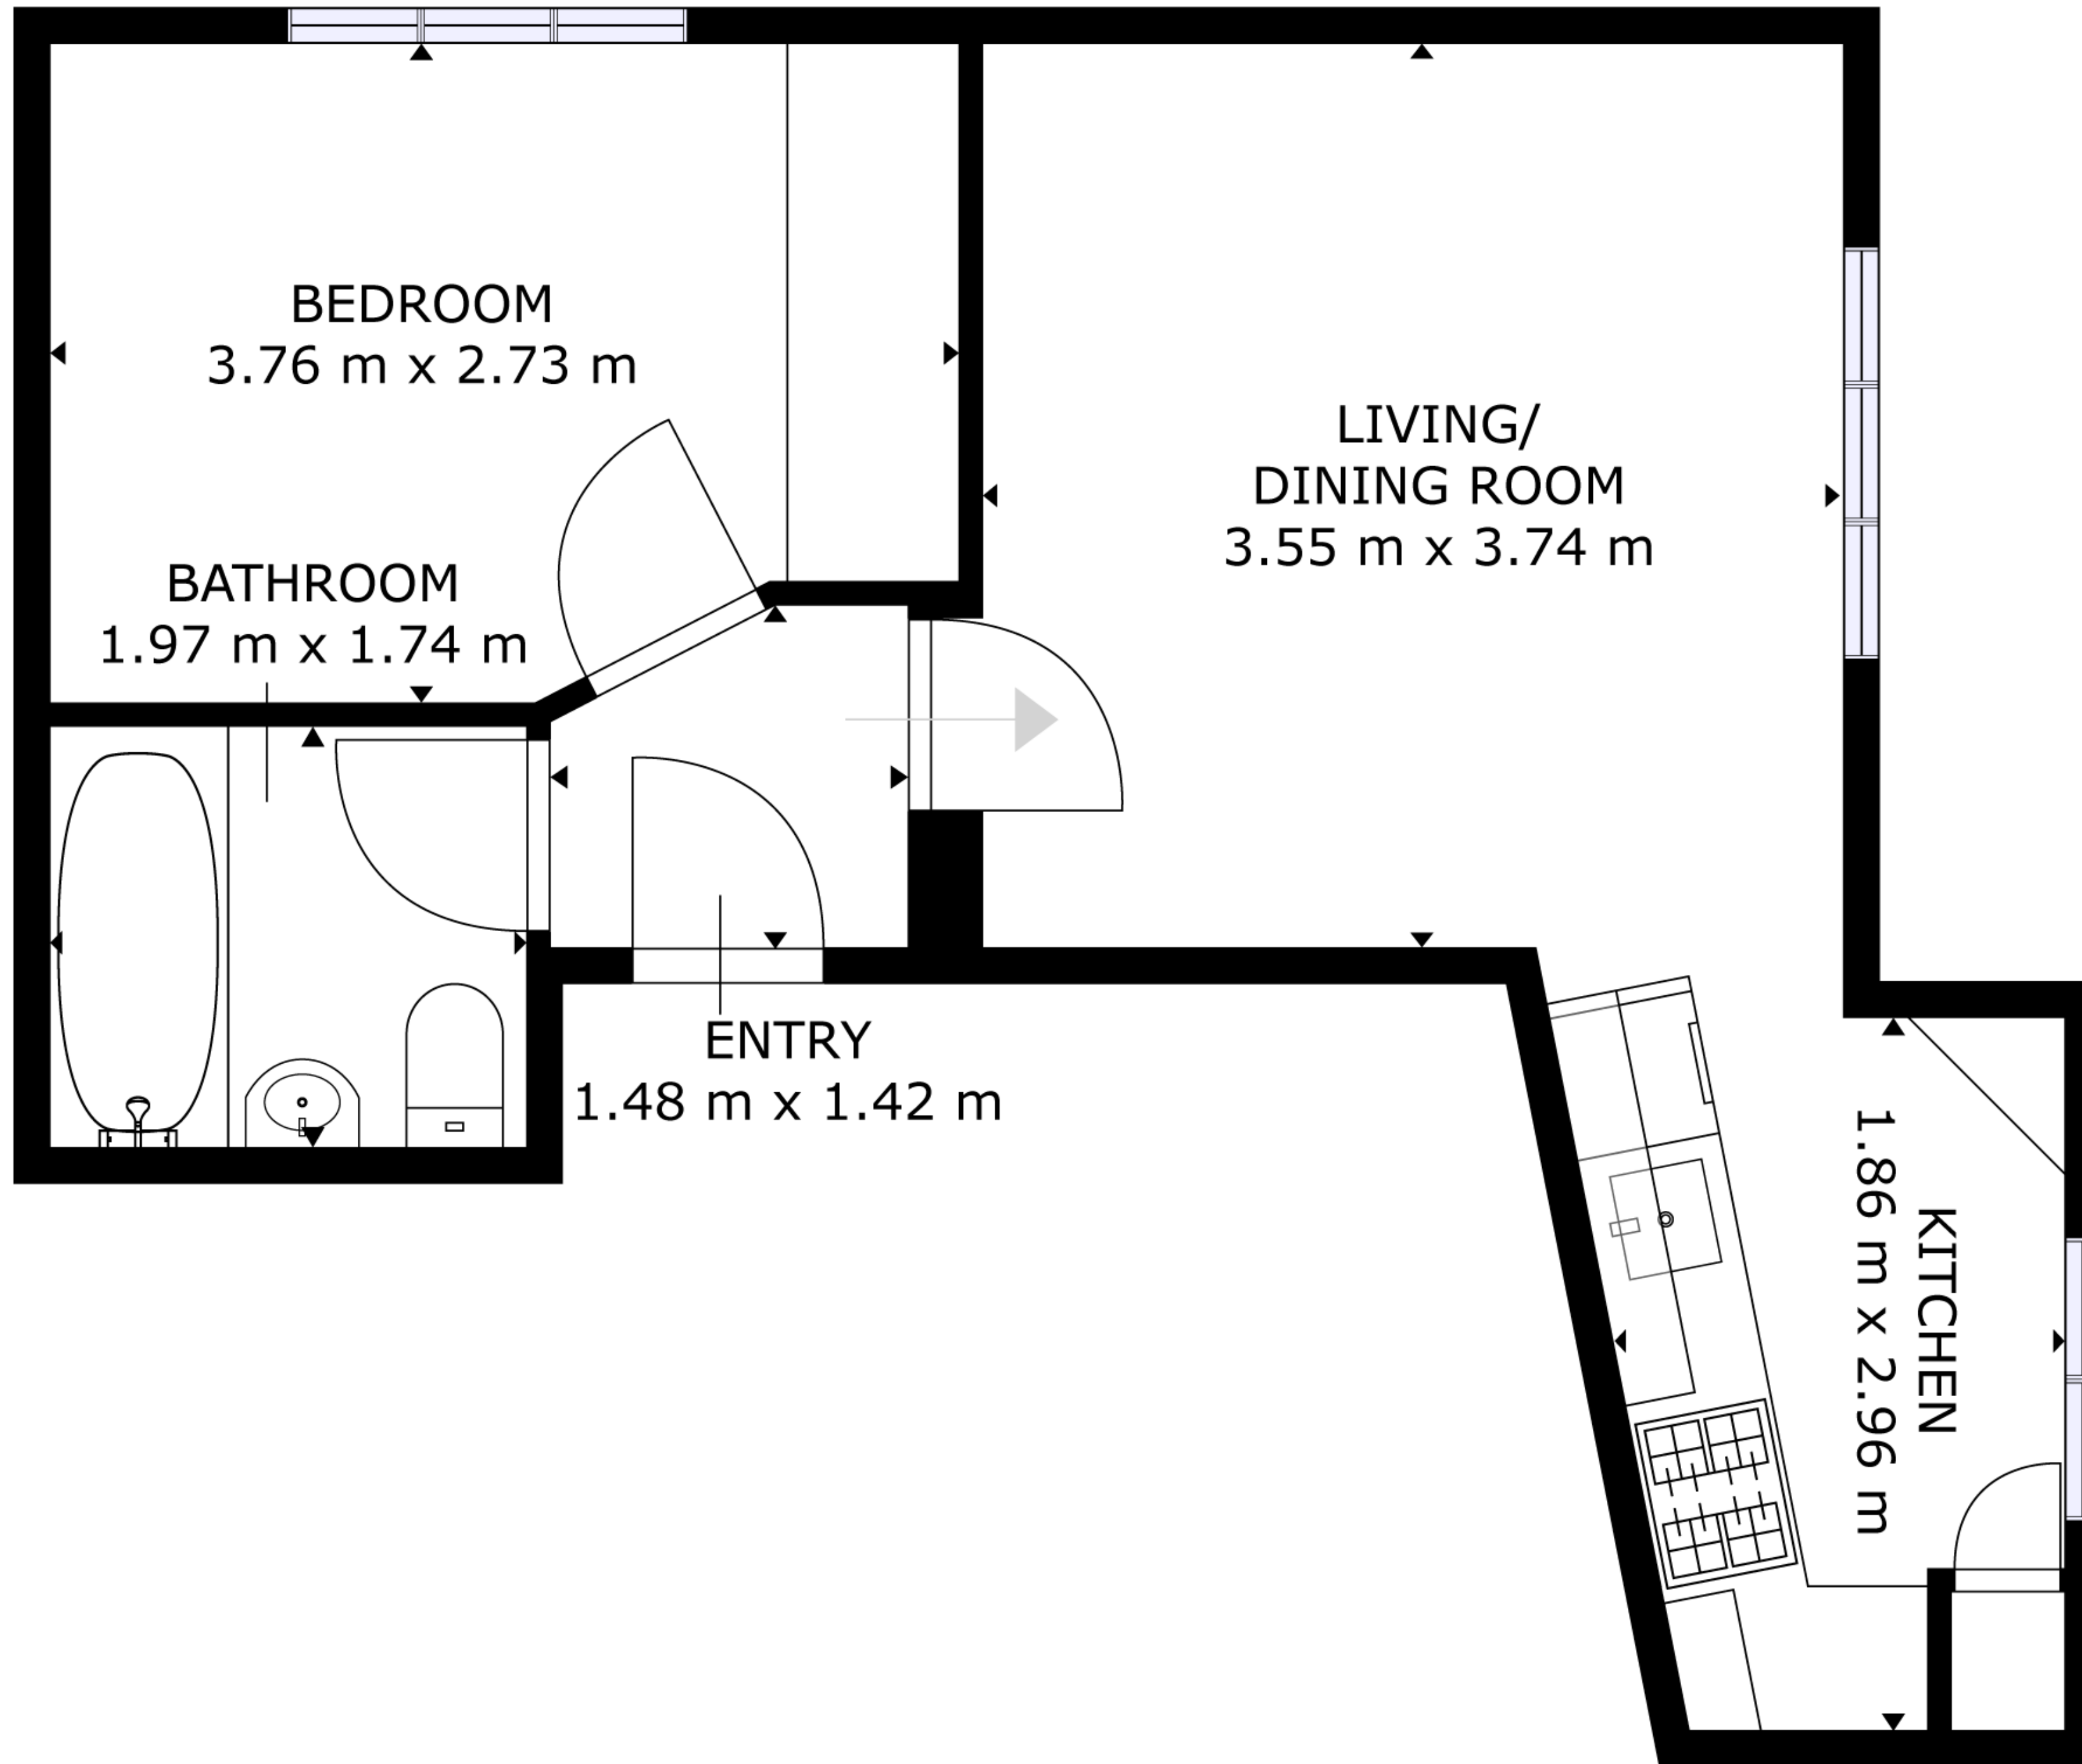 BEDROOM
3.76 m x 2.73 m
LIVING/
DINING ROOM
3.55 m x 3.74 m
BATHROOM
1.97 m x 1.74 m
ENTRY
1.48 m x 1.42 m
KITCHEN
1.86 m x 2.96 m